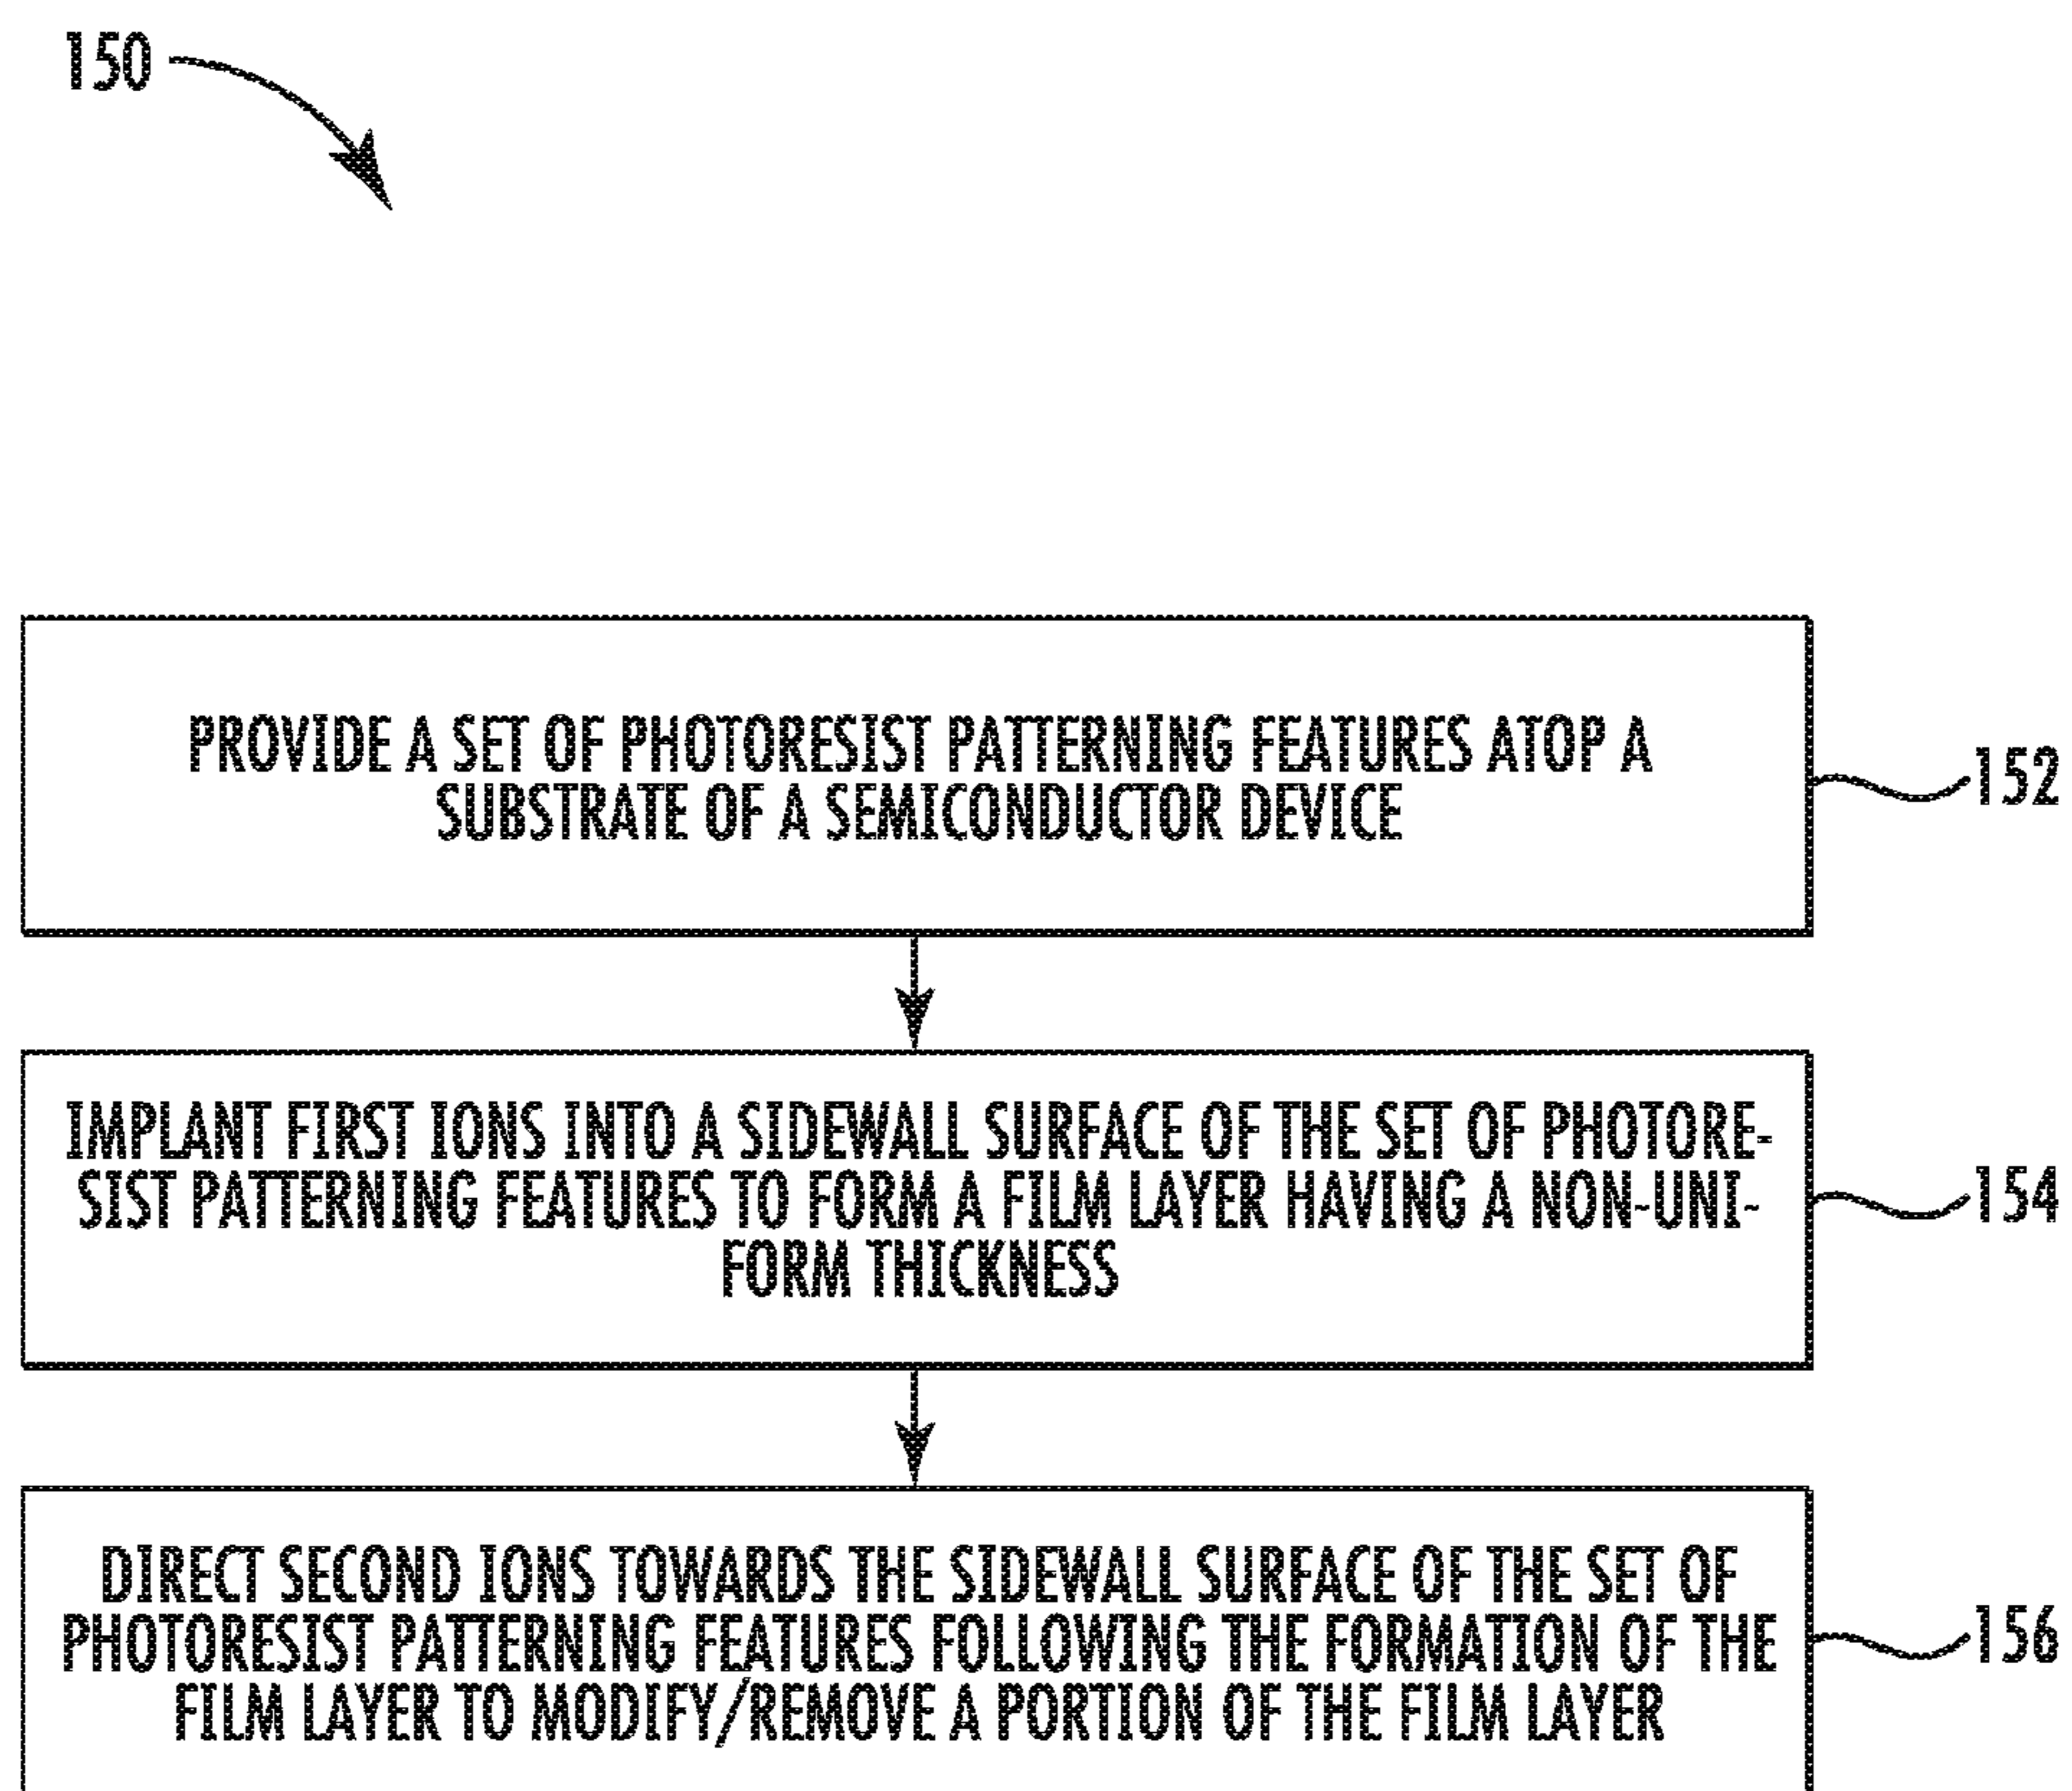 150
PROVIDE A SET OF PHOTORESIST PATTERNING FEATURES ATOP A
SUBSTRATE OF A SEMICONDUCTOR DEVICE
152
IMPLANT FIRST IONS INTO A SIDEWALL SURFACE OF THE SET OF PHOTORE-
SIST PATTERNING FEATURES TO FORM A FILM LAYER HAVING A NON-UNI-
FORM THICKNESS
154
DIRECT SECOND IONS TOWARDS THE SIDEWALL SURFACE OF THE SET OF
PHOTORESIST PATTERNING FEATURES FOLLOWING THE FORMATION OF THE
FILM LAYER TO MODIFY/REMOVE A PORTION OF THE FILM LAYER
156